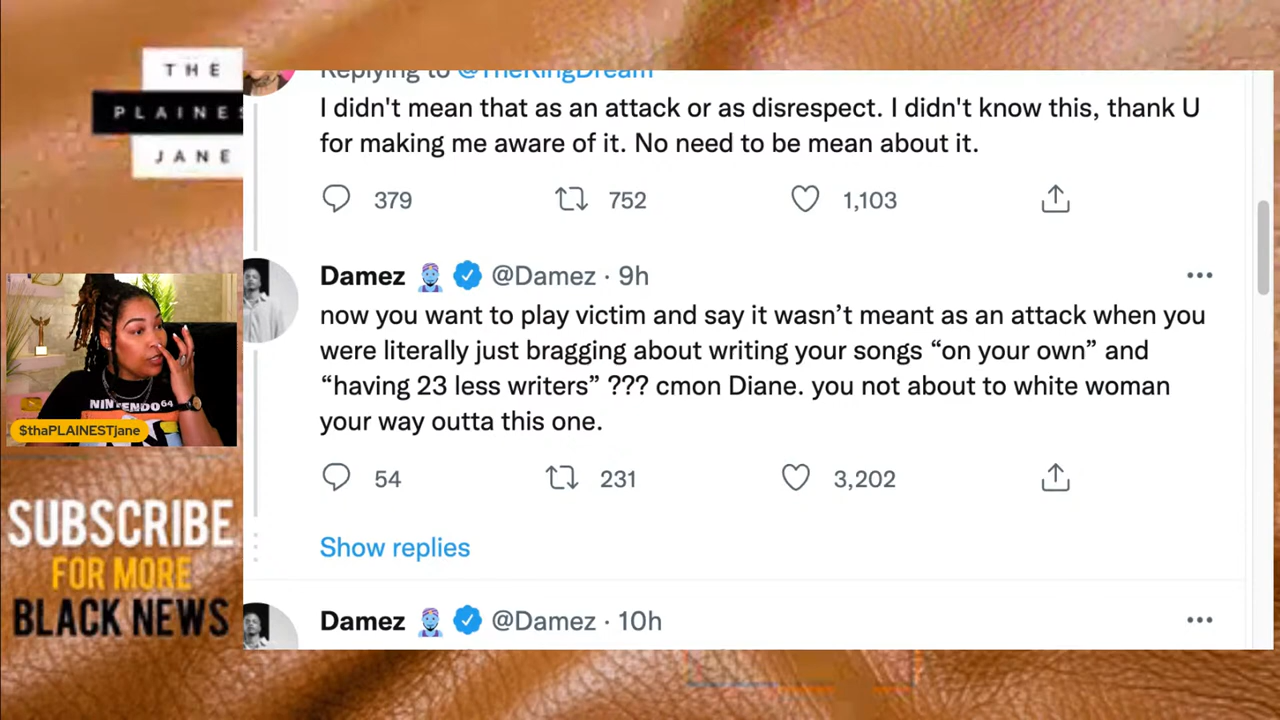 THE
PLAINES
JANE
Replying to @TheKingDream
I didn't mean that as an attack or as disrespect. I didn't know this, thank U
for making me aware of it. No need to be mean about it.
379 752 1,103
Damez @Damez · 9h
now you want to play victim and say it wasn’t meant as an attack when you
were literally just bragging about writing your songs “on your own” and
“having 23 less writers” ??? cmon Diane. you not about to white woman
your way outta this one.
54 231 3,202
Show replies
Damez @Damez · 10h
NINTENDO 64
$thaPLAINESTjane
SUBSCRIBE
FOR MORE
BLACK NEWS